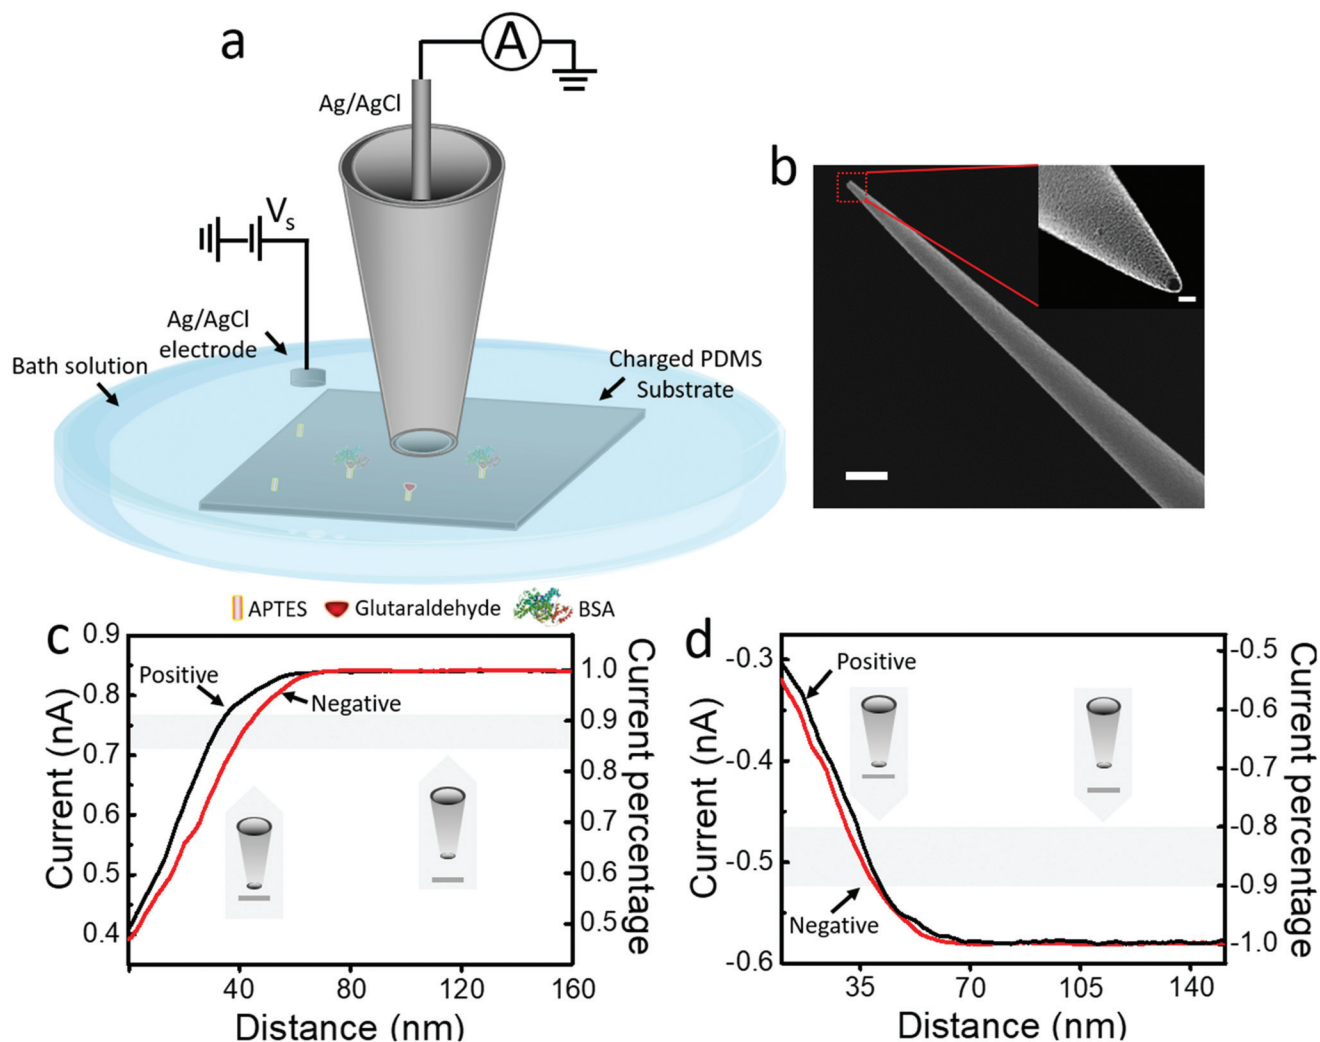 a
A
Ag/AgCl
Vs
Ag/AgCl
electrode
Bath solution
Charged PDMS
Substrate
APTES
Glutaraldehyde
BSA
b
c
0.9
0.8
0.7
0.6
0.5
0.4
Current (nA)
Positive
Negative
1.0
0.9
0.8
0.7
0.6
0.5
Current percentage
40
80
120
160
Distance (nm)
d
-0.3
-0.4
-0.5
-0.6
Current (nA)
Positive
Negative
-0.5
-0.6
-0.7
-0.8
-0.9
-1.0
Current percentage
35
70
105
140
Distance (nm)